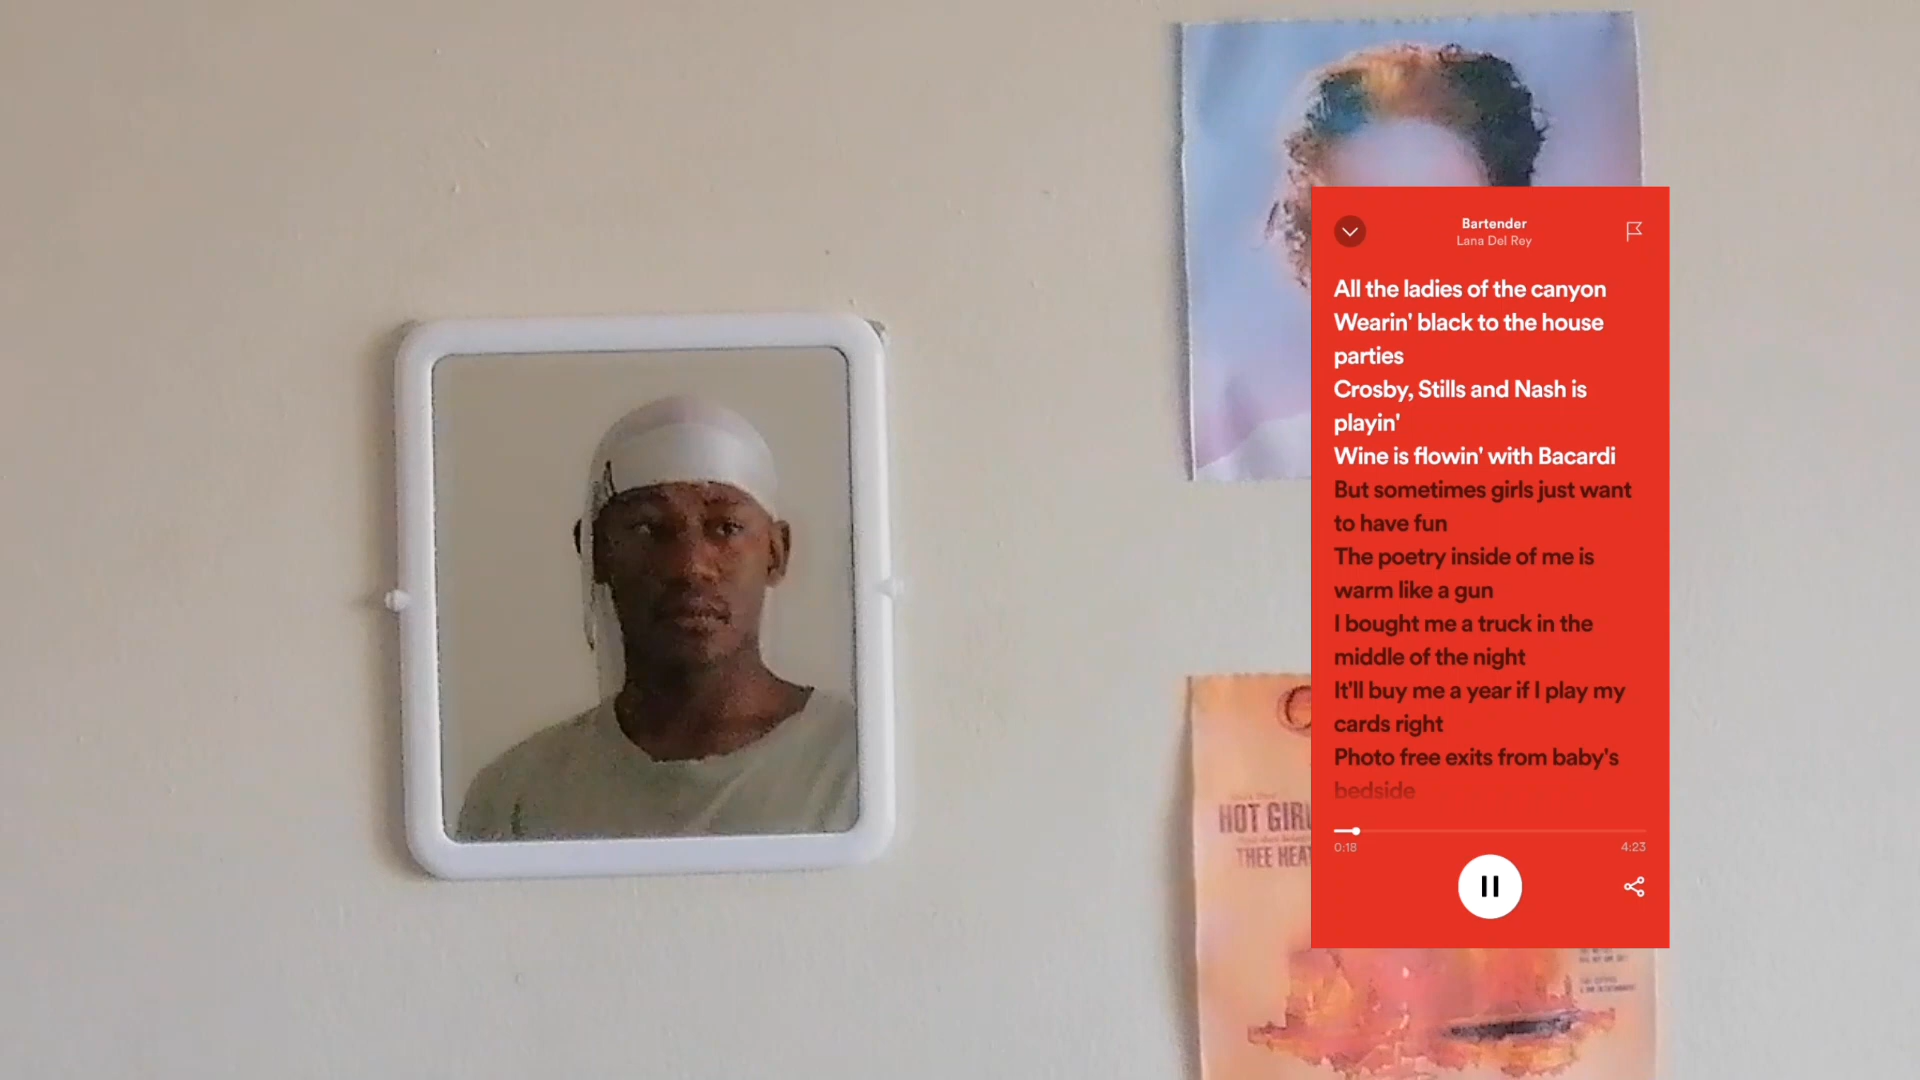 Bartender
Lana Del Rey
All the ladies of the canyon
Wearin' black to the house
parties
Crosby, Stills and Nash is
playin'
Wine is flowin' with Bacardi
But sometimes girls just want
to have fun
The poetry inside of me is
warm like a gun
I bought me a truck in the
middle of the night
It'll buy me a year if I play my
cards right
Photo free exits from baby's
bedside
0:18
4:23
HOT GIRL
THEE HEAT